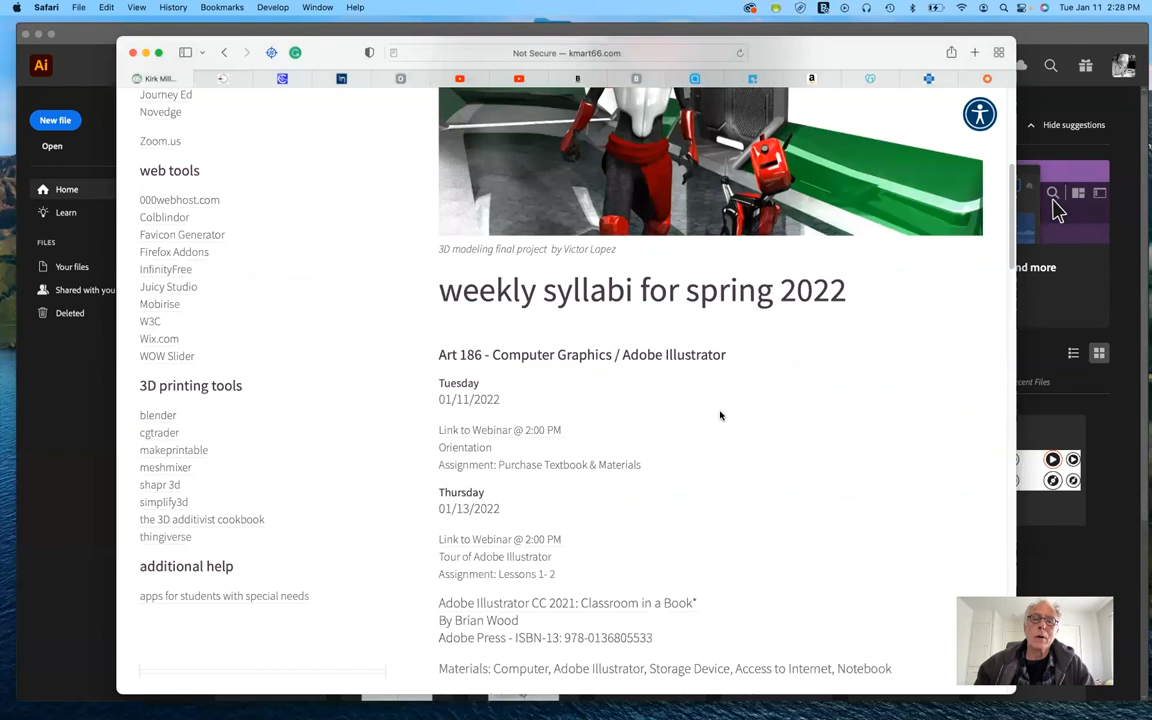 Safari File Edit View History Bookmarks Develop Window Help
Tue Jan 11 2:28 PM
Not Secure — kmart66.com
Kirk Mill...
Ai
New file
Open
Home
Learn
FILES
Your files
Shared with you
Deleted
Hide suggestions
nd more
ecent Files
Journey Ed
Novedge
Zoom.us
web tools
000webhost.com
Colblindor
Favicon Generator
Firefox Addons
InfinityFree
Juicy Studio
Mobirise
W3C
Wix.com
WOW Slider
3D printing tools
blender
cgtrader
makeprintable
meshmixer
shapr 3d
simplify3d
the 3D additivist cookbook
thingiverse
additional help
apps for students with special needs
3D modeling final project by Victor Lopez
weekly syllabi for spring 2022
Art 186 - Computer Graphics / Adobe Illustrator
Tuesday
01/11/2022
Link to Webinar @ 2:00 PM
Orientation
Assignment: Purchase Textbook & Materials
Thursday
01/13/2022
Link to Webinar @ 2:00 PM
Tour of Adobe Illustrator
Assignment: Lessons 1- 2
Adobe Illustrator CC 2021: Classroom in a Book*
By Brian Wood
Adobe Press - ISBN-13: 978-0136805533
Materials: Computer, Adobe Illustrator, Storage Device, Access to Internet, Notebook